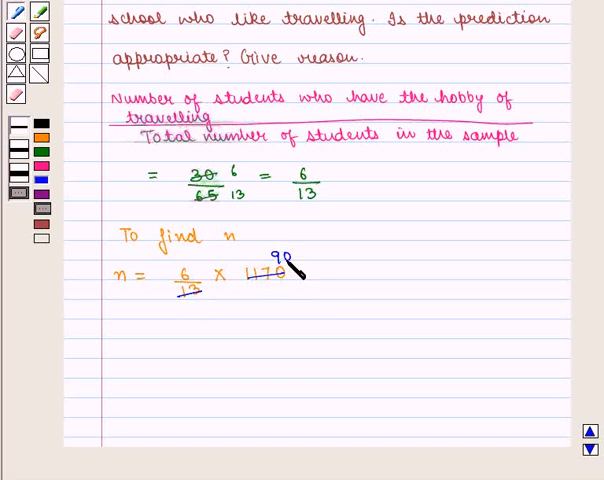 school who like travelling. Is the prediction
appropriate? Give reason.
Number of students who have the hobby of
travelling
Total number of students in the sample
= 30 6 = 6
65 13 13
To find n
90
n = 6 × 1170
13